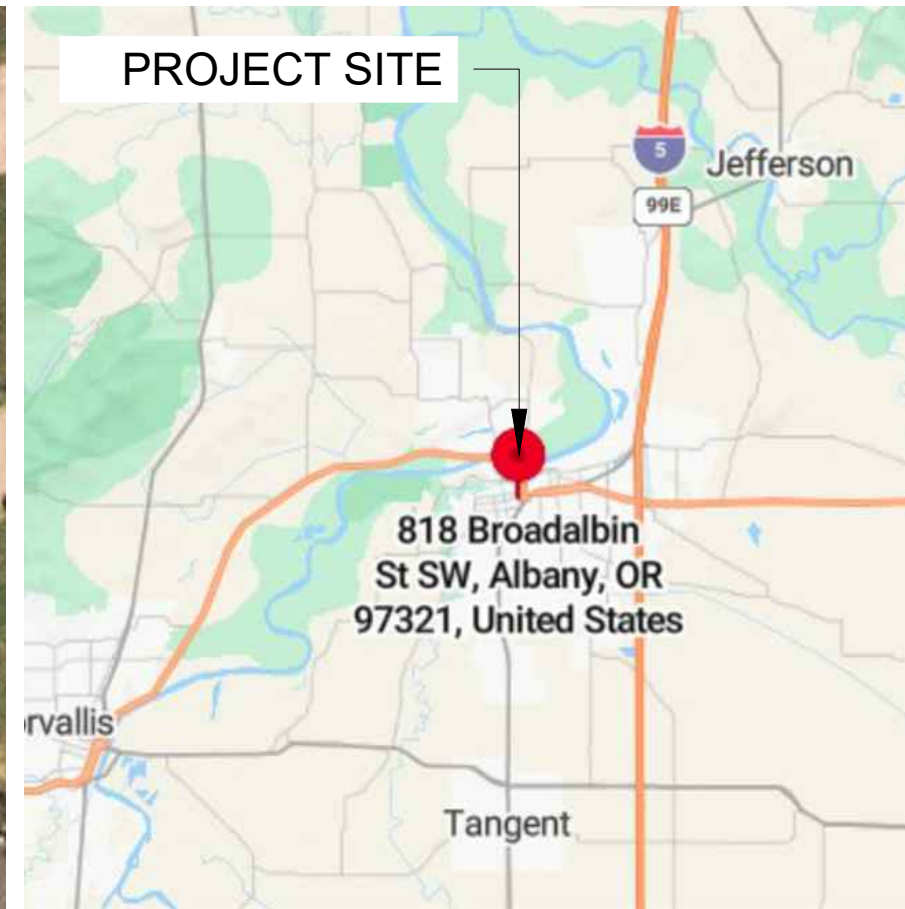 PROJECT SITE
5
Jefferson
99E
818 Broadalbin
St SW, Albany, OR
97321, United States
rvallis
Tangent